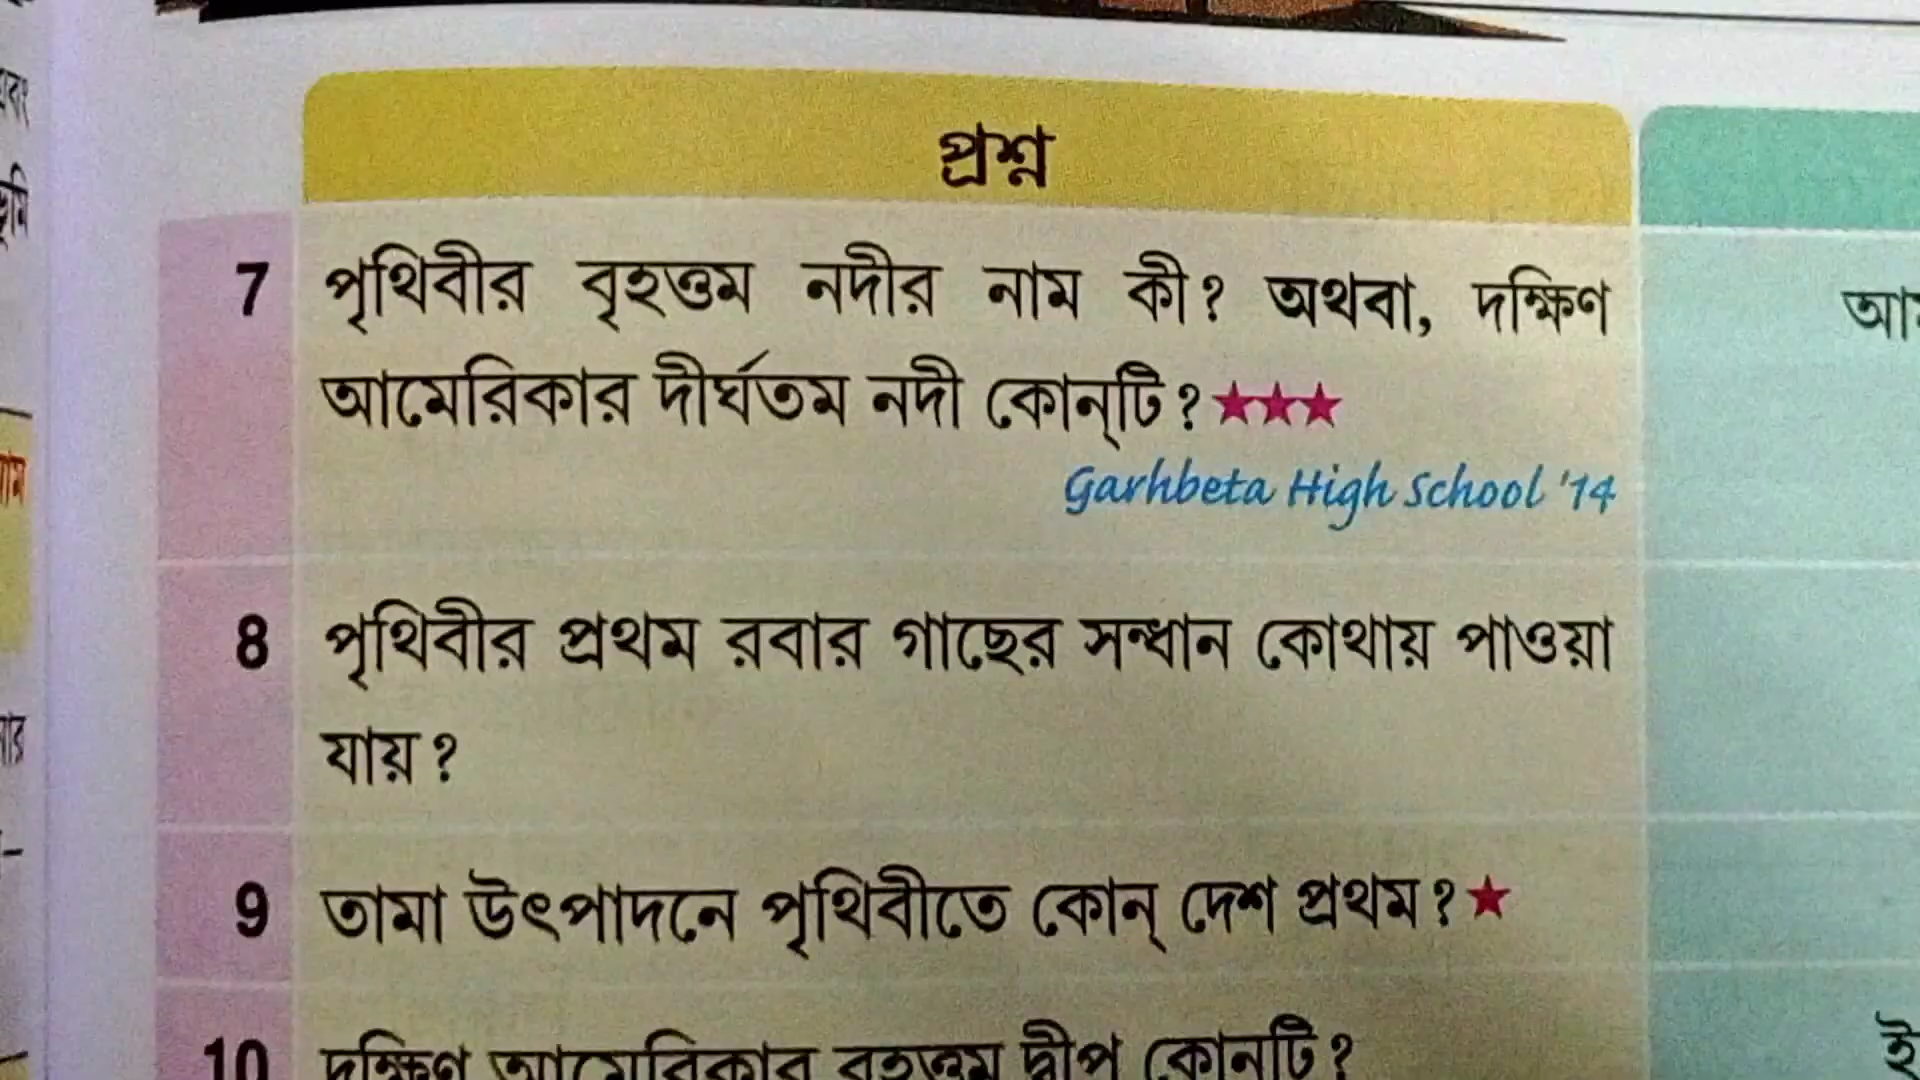 প্রশ্ন
7 পৃথিবীর বৃহত্তম নদীর নাম কী? অথবা, দক্ষিণ
আমেরিকার দীর্ঘতম নদী কোন্‌টি? ★★★
Garhbeta High School '14
8 পৃথিবীর প্রথম রবার গাছের সন্ধান কোথায় পাওয়া
যায়?
9 তামা উৎপাদনে পৃথিবীতে কোন্ দেশ প্রথম? ★
10 দক্ষিণ আমেরিকার বৃহত্তম দ্বীপ কোনটি?